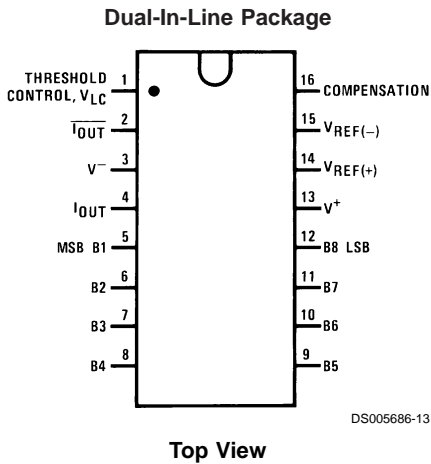 Dual-In-Line Package
THRESHOLD
CONTROL, VLC
1
16
COMPENSATION
IOUT
2
15
VREF(−)
V−
3
14
VREF(+)
IOUT
4
13
V+
MSB B1
5
12
B8 LSB
B2
6
11
B7
B3
7
10
B6
B4
8
9
B5
DS005686-13
Top View